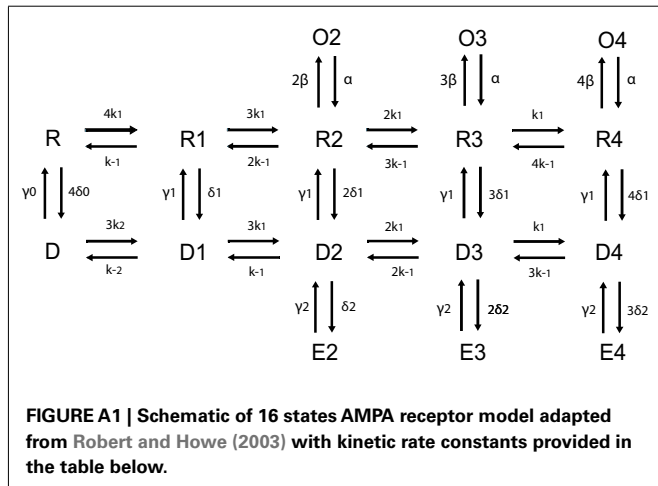 O2 O3 O4
2β α 3β α 4β α
4k1 3k1 2k1 k1
R R1 R2 R3 R4
k-1 2k-1 3k-1 4k-1
γ0 4δ0 γ1 δ1 γ1 2δ1 γ1 3δ1 γ1 4δ1
3k2 3k1 2k1 k1
D D1 D2 D3 D4
k-2 k-1 2k-1 3k-1
γ2 δ2 γ2 2δ2 γ2 3δ2
E2 E3 E4
FIGURE A1 | Schematic of 16 states AMPA receptor model adapted
from Robert and Howe (2003) with kinetic rate constants provided in
the table below.